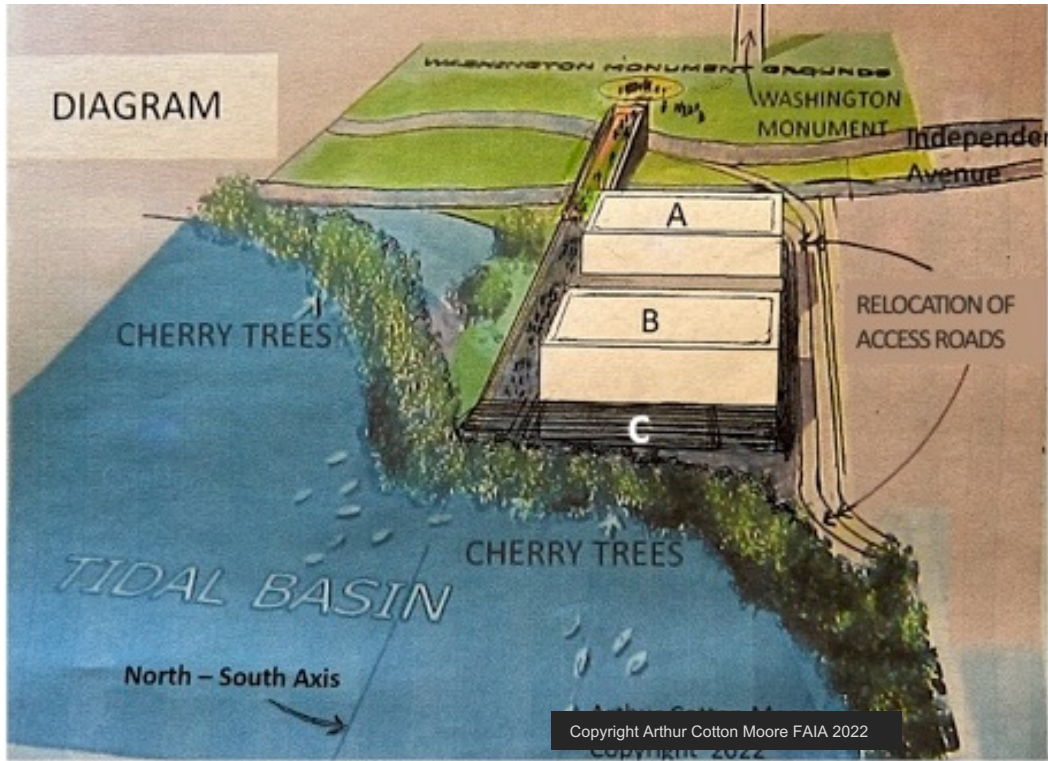 DIAGRAM
WASHINGTON MONUMENT GROUNDS
WASHINGTON
MONUMENT
Independen
Avenue
A
B
C
RELOCATION OF
ACCESS ROADS
CHERRY TREES
CHERRY TREES
TIDAL BASIN
North – South Axis
Copyright Arthur Cotton Moore FAIA 2022
Copyright 2022